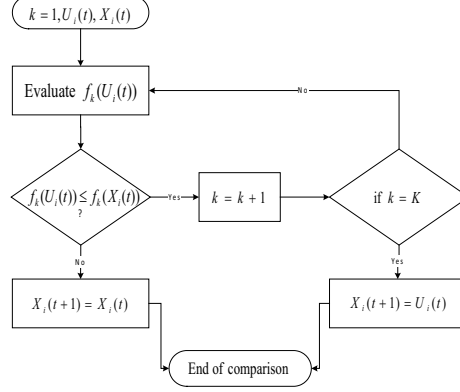 k = 1, U_i(t), X_i(t)
Evaluate f_k(U_i(t))
No
f_k(U_i(t)) ≤ f_k(X_i(t))
?
Yes
k = k + 1
if k = K
No
Yes
X_i(t+1) = X_i(t)
X_i(t+1) = U_i(t)
End of comparison